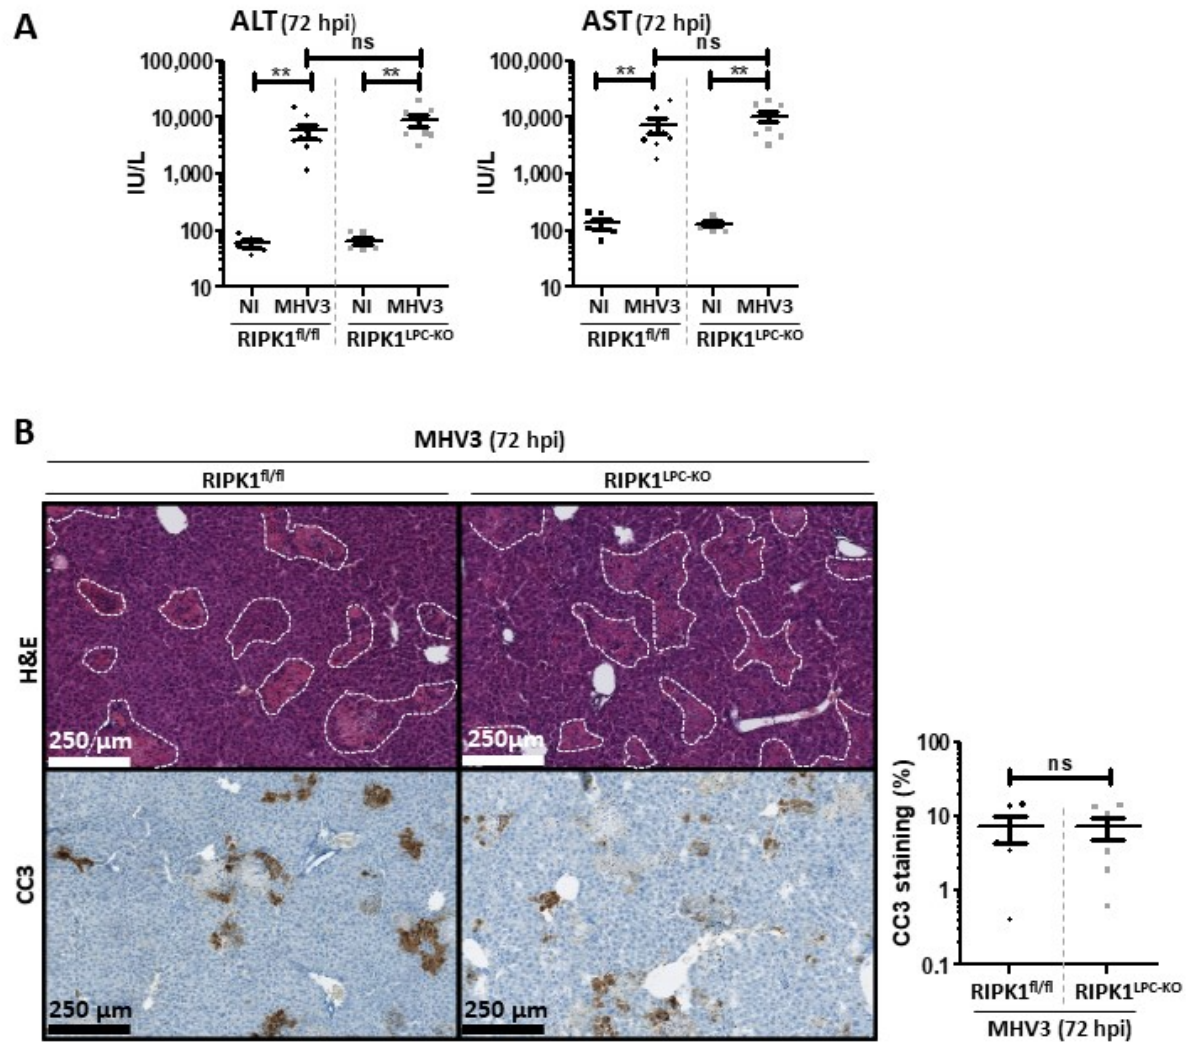 A
ALT (72 hpi)
ns
** **
100,000
10,000
1,000
100
10
IU/L
NI MHV3 NI MHV3
RIPK1fl/fl RIPK1LPC-KO
AST (72 hpi)
ns
** **
100,000
10,000
1,000
100
10
IU/L
NI MHV3 NI MHV3
RIPK1fl/fl RIPK1LPC-KO
B
MHV3 (72 hpi)
RIPK1fl/fl RIPK1LPC-KO
H&E
250 µm
250µm
CC3
250 µm
250 µm
CC3 staining (%)
100
10
1
0.1
ns
RIPK1fl/fl RIPK1LPC-KO
MHV3 (72 hpi)